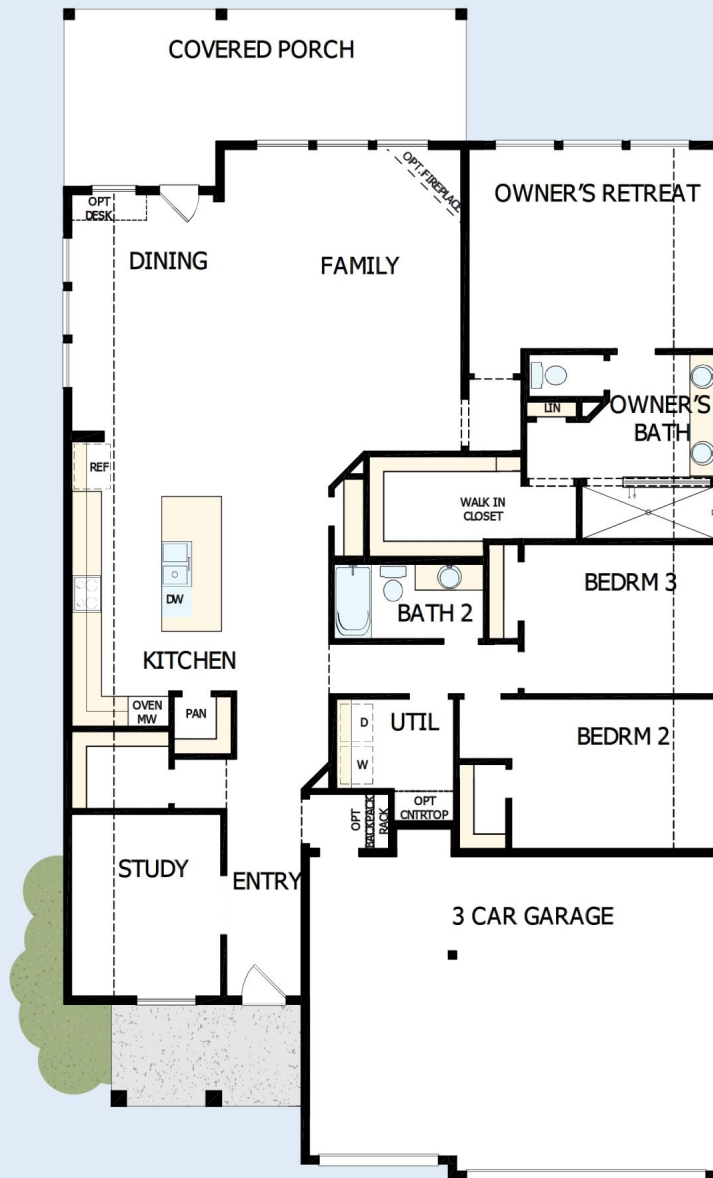 COVERED PORCH
OPT. FIREPLACE
OWNER'S RETREAT
OPT
DESK
DINING
FAMILY
LIN
OWNER'S
BATH
REF
WALK IN
CLOSET
DW
BEDRM 3
BATH 2
KITCHEN
OVEN
MW
PAN
D
UTIL
W
BEDRM 2
OPT
CNTRTOP
OPT
BACKPACK
RACK
STUDY
ENTRY
3 CAR GARAGE